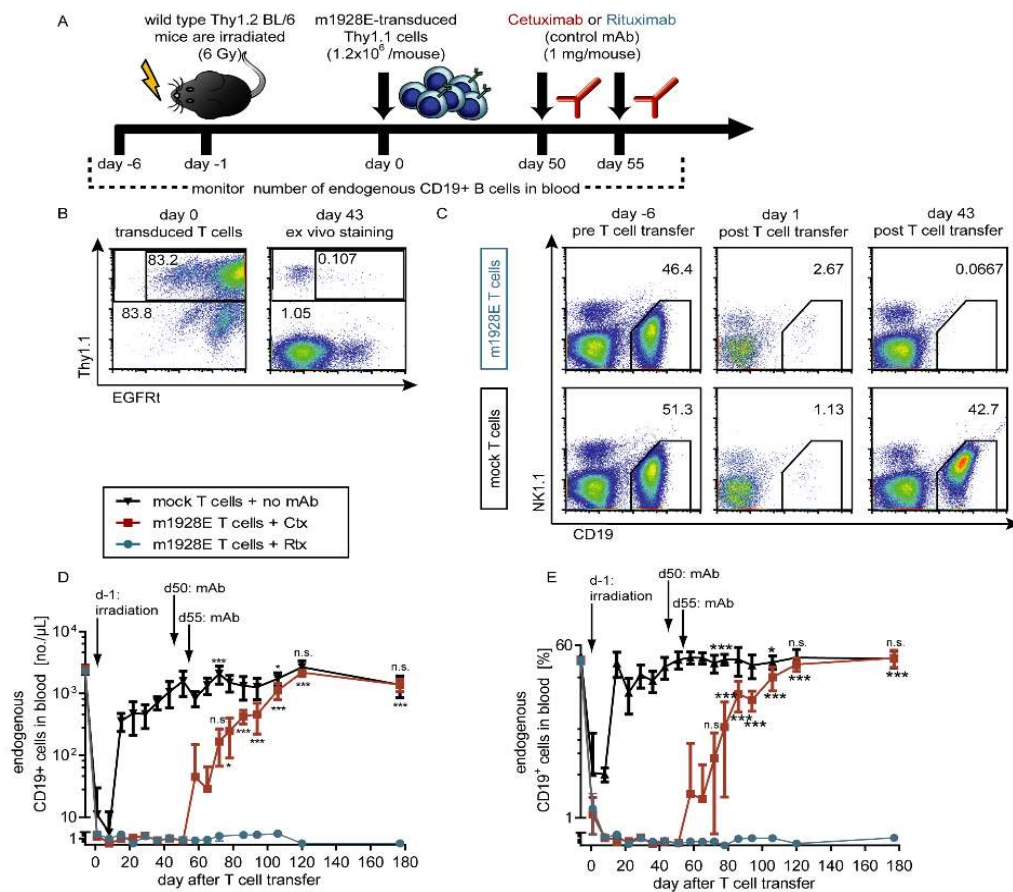 A
wild type Thy1.2 BL/6
mice are irradiated
(6 Gy)
m1928E-transduced
Thy1.1 cells
(1.2x10⁶ /mouse)
Cetuximab or Rituximab
(control mAb)
(1 mg/mouse)
day -6
day -1
day 0
day 50
day 55
monitor number of endogenous CD19+ B cells in blood
B
day 0
transduced T cells
day 43
ex vivo staining
83.2
83.8
0.107
1.05
Thy1.1
EGFRt
C
day -6
pre T cell transfer
day 1
post T cell transfer
day 43
post T cell transfer
m1928E T cells
46.4
2.67
0.0667
mock T cells
51.3
1.13
42.7
NK1.1
CD19
mock T cells + no mAb
m1928E T cells + Ctx
m1928E T cells + Rtx
D
d-1:
irradiation
d50: mAb
d55: mAb
endogenous
CD19+ cells in blood [no./µL]
10⁴
10³
10²
10
1
***
*
n.s.
n.s.
n.s.
*
***
***
***
***
***
0 20 40 60 80 100 120 140 160 180
day after T cell transfer
E
d-1:
irradiation
d50: mAb
d55: mAb
endogenous
CD19⁺ cells in blood [%]
60
1
***
*
n.s.
n.s.
n.s.
***
***
***
***
***
***
0 20 40 60 80 100 120 140 160 180
day after T cell transfer